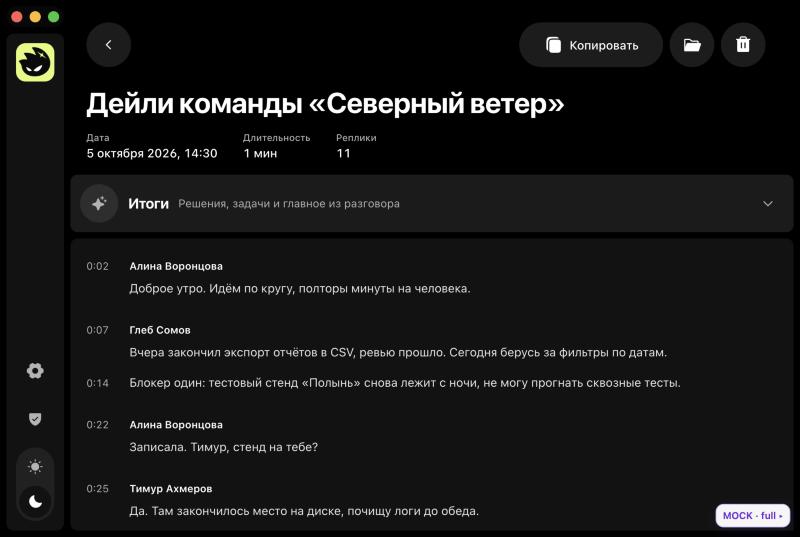 Копировать
Дейли команды «Северный ветер»
Дата
Длительность
Реплики
5 октября 2026, 14:30
1 мин
11
Итоги Решения, задачи и главное из разговора
0:02 Алина Воронцова
Доброе утро. Идём по кругу, полторы минуты на человека.
0:07 Глеб Сомов
Вчера закончил экспорт отчётов в CSV, ревью прошло. Сегодня берусь за фильтры по датам.
0:14 Блокер один: тестовый стенд «Полынь» снова лежит с ночи, не могу прогнать сквозные тесты.
0:22 Алина Воронцова
Записала. Тимур, стенд на тебе?
0:25 Тимур Ахмеров
Да. Там закончилось место на диске, почищу логи до обеда.
МОСК · full ▸